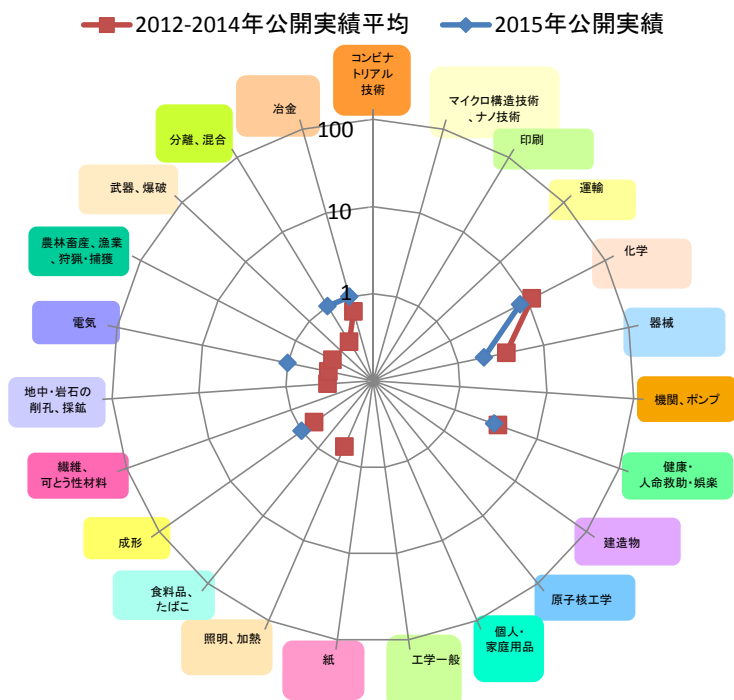 2012-2014年公開実績平均
2015年公開実績
コンビナ
トリアル
技術
マイクロ構造技術
、ナノ技術
印刷
運輸
化学
器械
機関、ポンプ
健康・
人命救助・娯楽
建造物
原子核工学
個人・
家庭用品
工学一般
紙
照明、加熱
食料品、
たばこ
成形
繊維、
可とう性材料
地中・岩石の
削孔、採鉱
電気
農林畜産、漁業
、狩猟・捕獲
武器、爆破
分離、混合
冶金
100
10
1